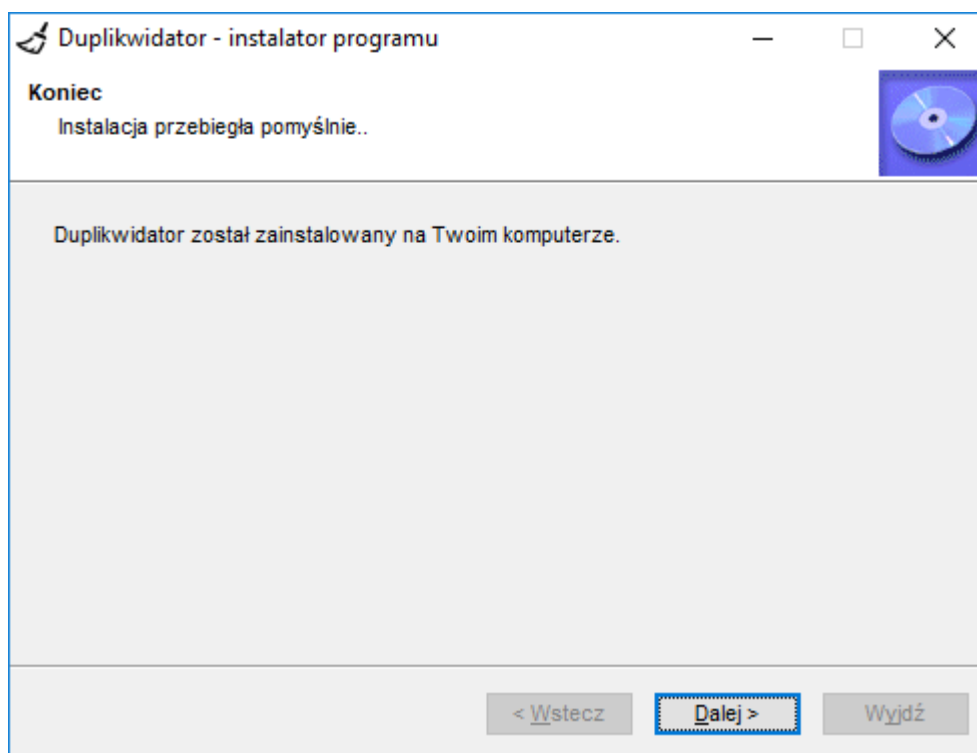 Duplikwidator - instalator programu
Koniec
Instalacja przebiegła pomyślnie..
Duplikwidator został zainstalowany na Twoim komputerze.
< Wstecz Dalej > Wyjdź